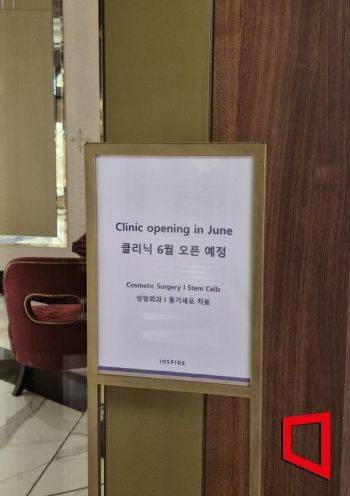 Clinic opening in June
클리닉 6월 오픈 예정
Cosmetic Surgery I Stem Cells
성형외과 I 줄기세포 치료
INSPIRE